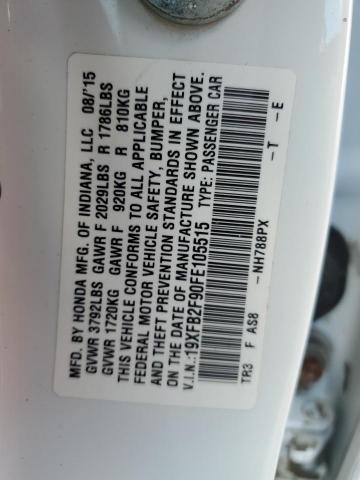 MFD. BY HONDA MFG. OF INDIANA, LLC 08/'15
GVWR 3792LBS GAWR F 2029LBS R 1786LBS
GVWR 1720KG GAWR F 920KG R 810KG
THIS VEHICLE CONFORMS TO ALL APPLICABLE
FEDERAL MOTOR VEHICLE SAFETY, BUMPER,
AND THEFT PREVENTION STANDARDS IN EFFECT
ON THE DATE OF MANUFACTURE SHOWN ABOVE.
V.I.N.: 19XFB2F90FE105515 TYPE: PASSENGER CAR
-NH788PX -T -E
TR3 F AS8